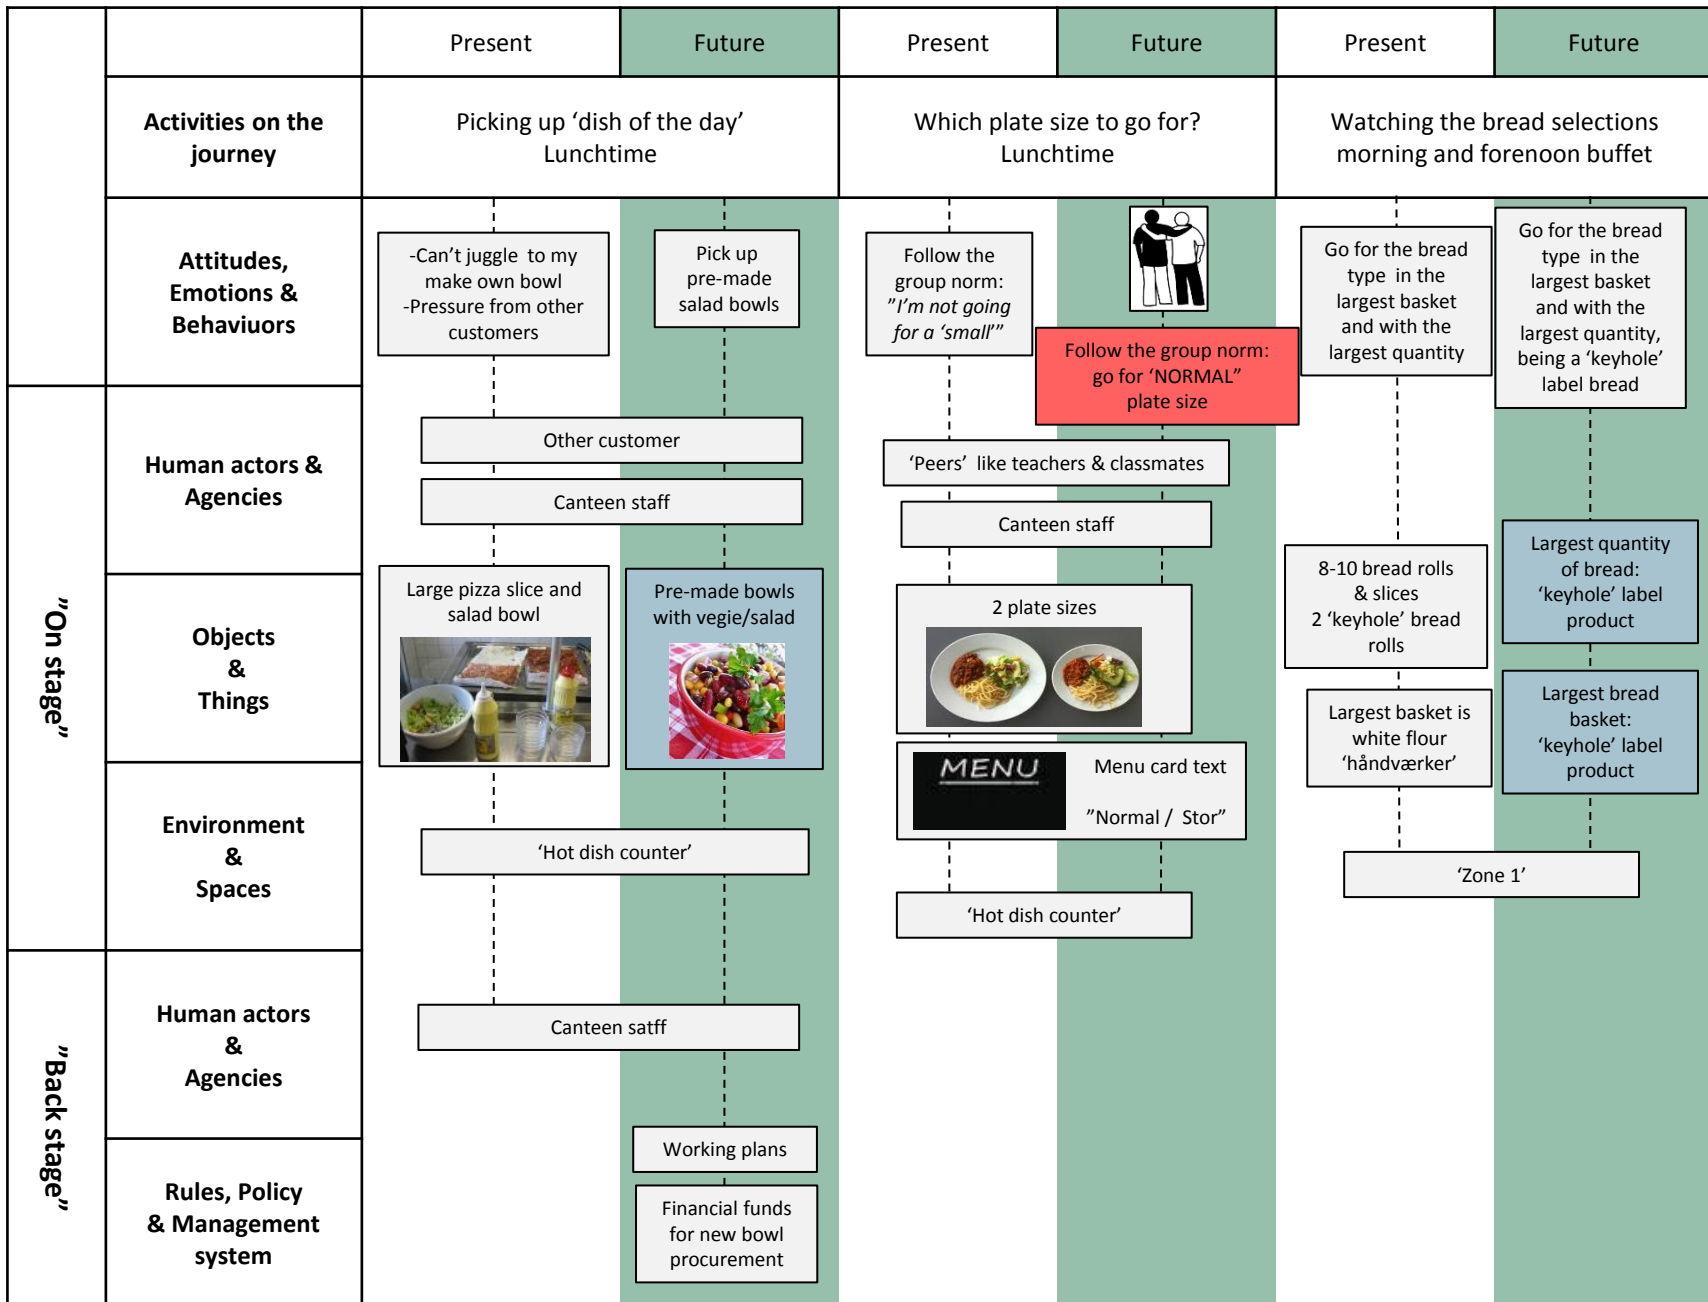 Present
Future
Present
Future
Present
Future
Activities on the
journey
Picking up ‘dish of the day’
Lunchtime
Which plate size to go for?
Lunchtime
Watching the bread selections
morning and forenoon buffet
Attitudes,
Emotions &
Behaviuors
-Can’t juggle to my
make own bowl
-Pressure from other
customers
Pick up
pre-made
salad bowls
Follow the
group norm:
”I’m not going
for a ‘small’”
Follow the group norm:
go for ‘NORMAL”
plate size
Go for the bread
type in the
largest basket
and with the
largest quantity
Go for the bread
type in the
largest basket
and with the
largest quantity,
being a ‘keyhole’
label bread
”On stage”
Human actors &
Agencies
Other customer
Canteen staff
‘Peers’ like teachers & classmates
Canteen staff
Objects
&
Things
Large pizza slice and
salad bowl
Pre-made bowls
with vegie/salad
2 plate sizes
8-10 bread rolls
& slices
2 ‘keyhole’ bread
rolls
Largest basket is
white flour
‘håndværker’
Largest quantity
of bread:
‘keyhole’ label
product
Largest bread
basket:
‘keyhole’ label
product
MENU
Menu card text
”Normal / Stor”
Environment
&
Spaces
‘Hot dish counter’
‘Hot dish counter’
‘Zone 1’
”Back stage”
Human actors
&
Agencies
Canteen satff
Rules, Policy
& Management
system
Working plans
Financial funds
for new bowl
procurement